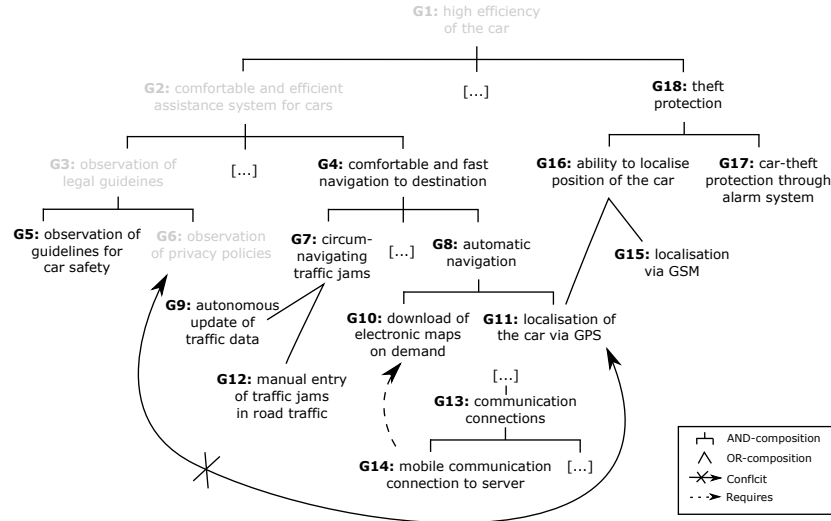 G1: high efficiency
of the car
G2: comfortable and efficient
assistance system for cars
[...]
G18: theft
protection
G3: observation of
legal guideines
[...]
G4: comfortable and fast
navigation to destination
G16: ability to localise
position of the car
G17: car-theft
protection through
alarm system
G5: observation of
guidelines for
car safety
G6: observation
of privacy policies
G7: circum-
navigating
traffic jams
[...]
G8: automatic
navigation
G15: localisation
via GSM
G9: autonomous
update of
traffic data
G10: download of
electronic maps
on demand
G11: localisation of
the car via GPS
G12: manual entry
of traffic jams
in road traffic
[...]
G13: communication
connections
G14: mobile communication
connection to server
[...]
AND-composition
OR-composition
Conflcit
Requires